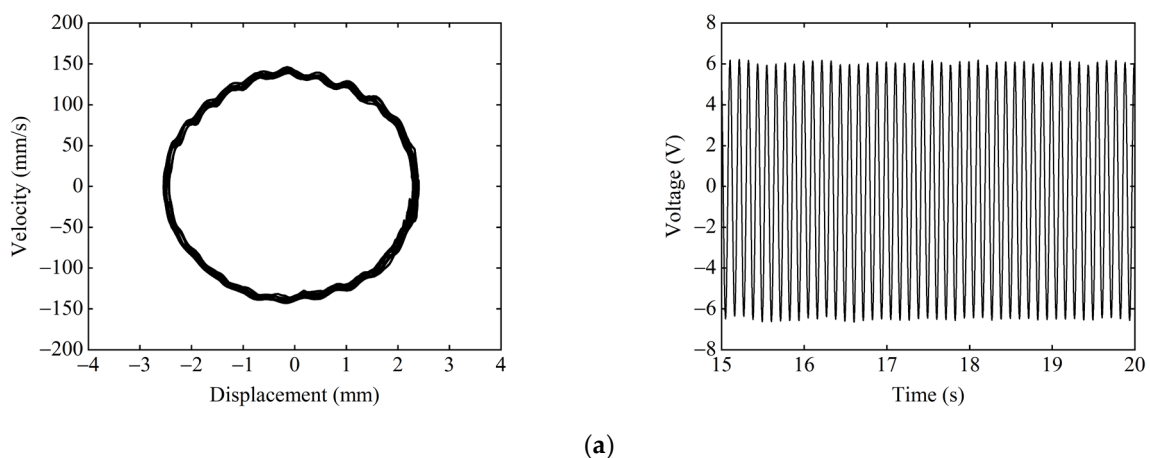 200
150
100
50
0
−50
−100
−150
−200
Velocity (mm/s)
−4 −3 −2 −1 0 1 2 3 4
Displacement (mm)
8
6
4
2
0
−2
−4
−6
−8
Voltage (V)
15 16 17 18 19 20
Time (s)
(a)